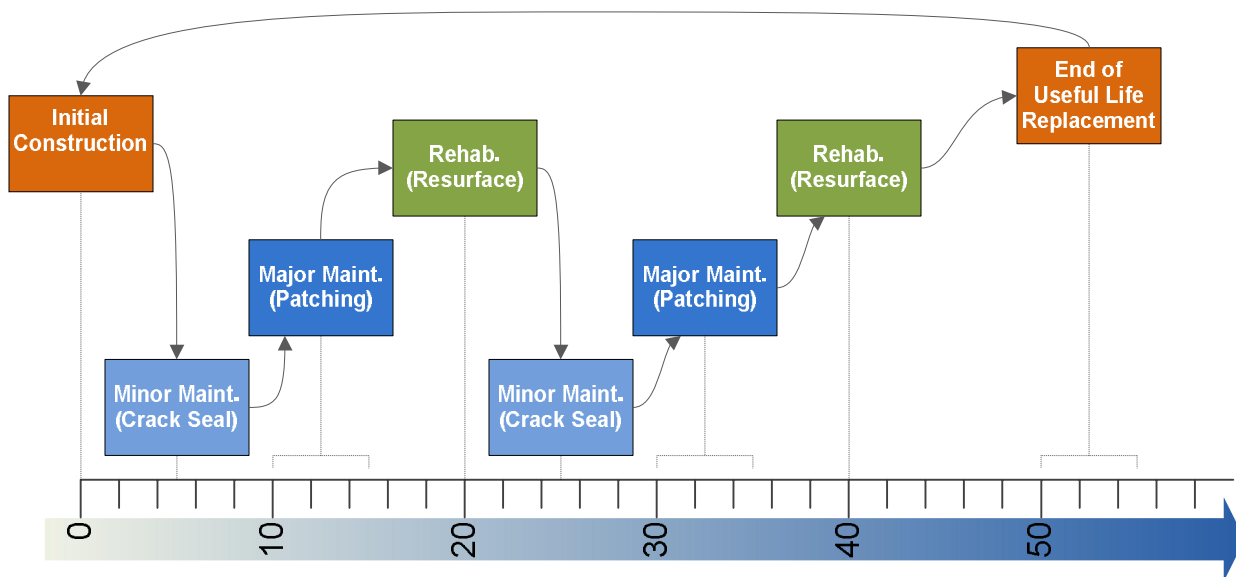 Initial
Construction
Minor Maint.
(Crack Seal)
Major Maint.
(Patching)
Rehab.
(Resurface)
Minor Maint.
(Crack Seal)
Major Maint.
(Patching)
Rehab.
(Resurface)
End of
Useful Life
Replacement
0
10
20
30
40
50